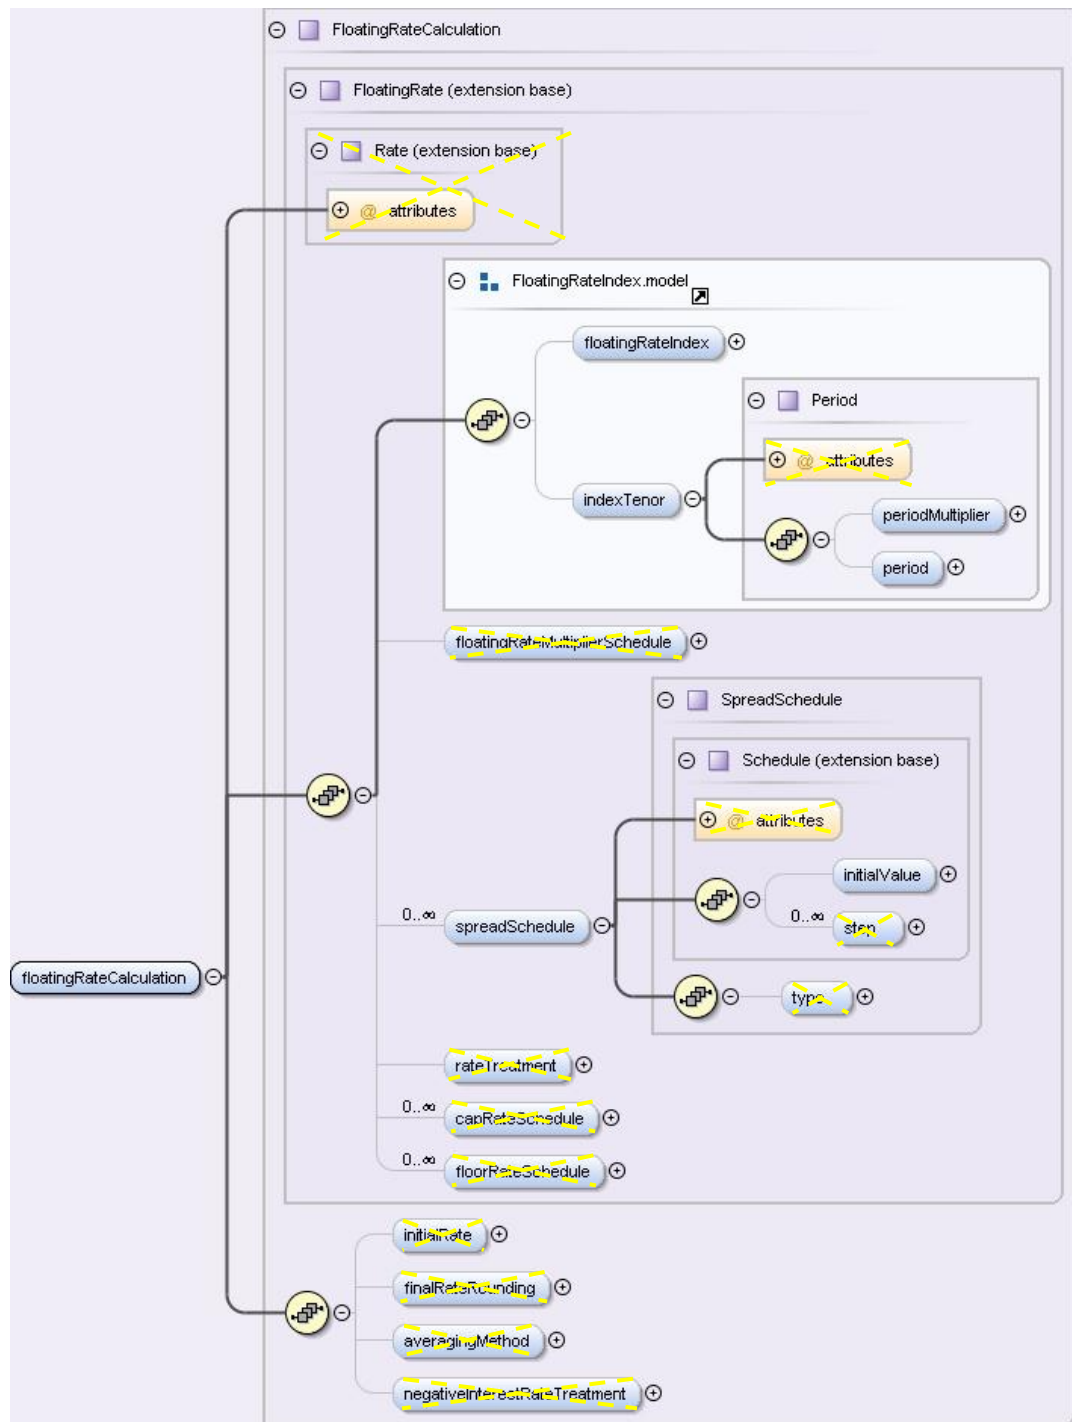 FloatingRateCalculation
FloatingRate (extension base)
Rate (extension base)
@ attributes
FloatingRateIndex.model
floatingRateIndex
Period
@ attributes
indexTenor
periodMultiplier
period
floatingRateMultiplierSchedule
SpreadSchedule
Schedule (extension base)
@ attributes
initialValue
0..∞
step
0..∞
spreadSchedule
floatingRateCalculation
type
rateTreatment
0..∞
capRateSchedule
0..∞
floorRateSchedule
initialRate
finalRateRounding
averagingMethod
negativeInterestRateTreatment